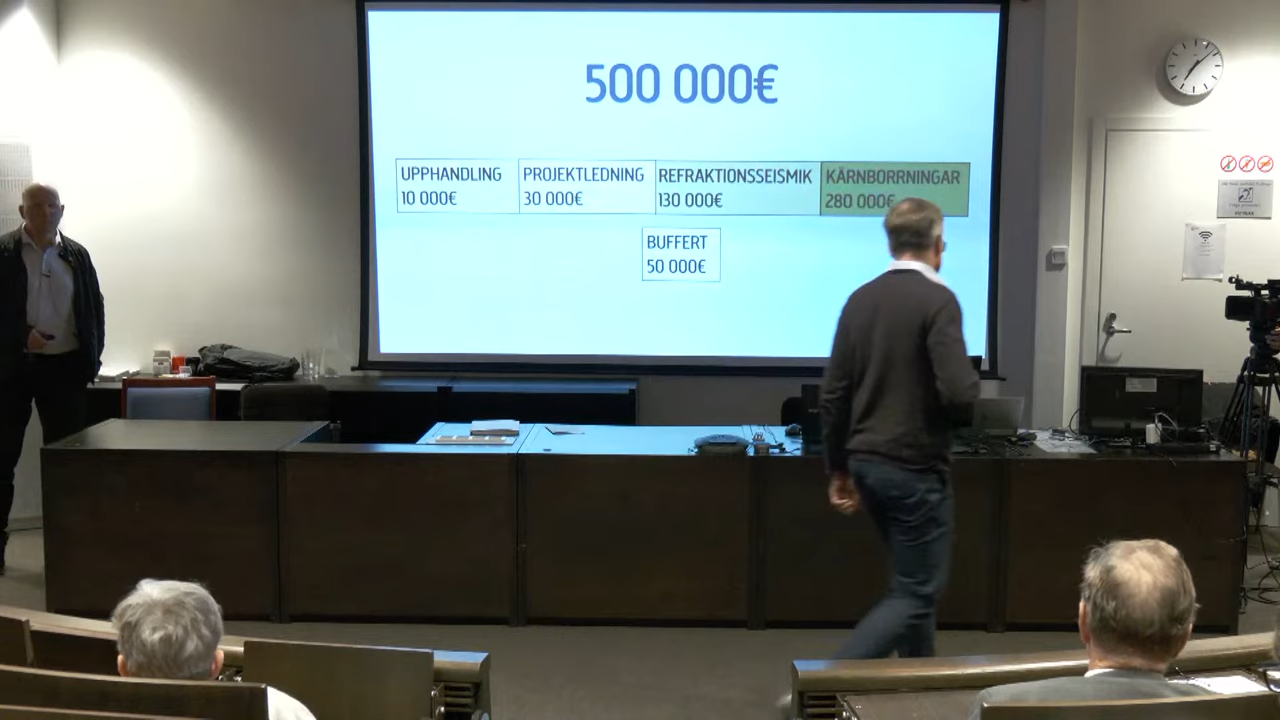 500 000€
UPPHANDLING
10 000€
PROJEKTLEDNING
30 000€
REFRAKTIONSSEISMIK
130 000€
KÄRNBORRNINGAR
280 000€
BUFFERT
50 000€